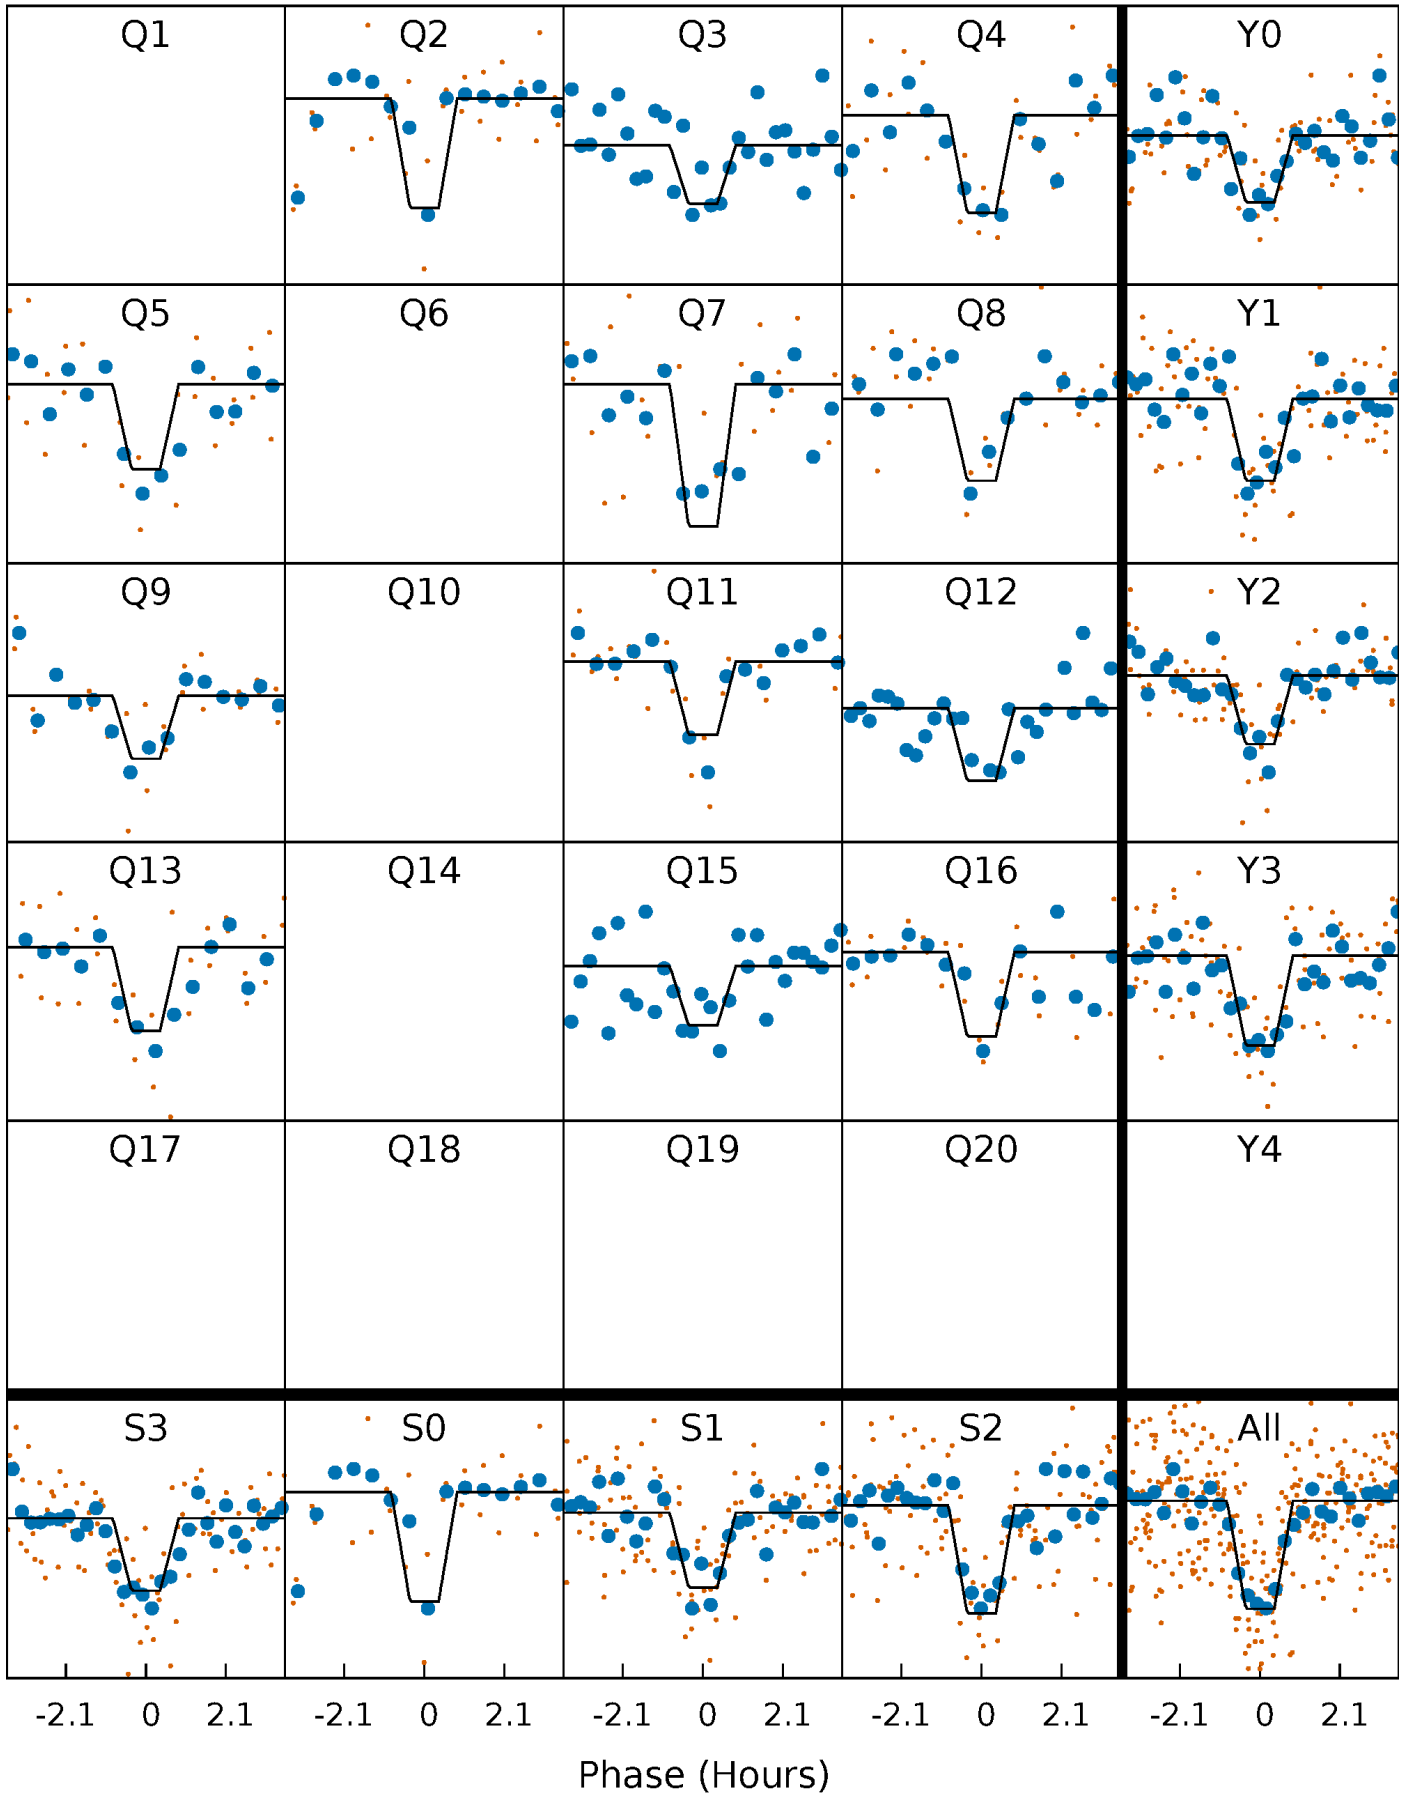 Q1 Q2 Q3 Q4 Y0
Q5 Q6 Q7 Q8 Y1
Q9 Q10 Q11 Q12 Y2
Q13 Q14 Q15 Q16 Y3
Q17 Q18 Q19 Q20 Y4
S3 S0 S1 S2 All
-2.1 0 2.1 -2.1 0 2.1 -2.1 0 2.1 -2.1 0 2.1 -2.1 0 2.1
Phase (Hours)